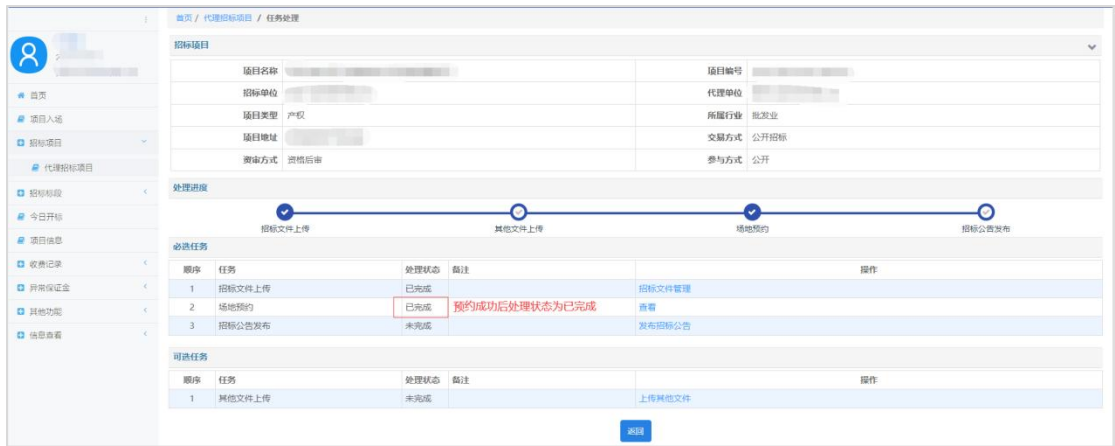 首页 / 代理招标项目 / 任务处理
首页
项目入场
招标项目
代理招标项目
招标标段
今日开标
项目信息
收费记录
异常保证金
其他功能
信息查看
招标项目
项目名称 项目编号
招标单位 代理单位
项目类型 产权 所属行业 批发业
项目地址 交易方式 公开招标
资审方式 资格后审 参与方式 公开
处理进度
招标文件上传 其他文件上传 场地预约 招标公告发布
必选任务
顺序 任务 处理状态 备注 操作
1 招标文件上传 已完成 招标文件管理
2 场地预约 已完成 预约成功后处理状态为已完成 查看
3 招标公告发布 未完成 发布招标公告
可选任务
顺序 任务 处理状态 备注 操作
1 其他文件上传 未完成 上传其他文件
返回